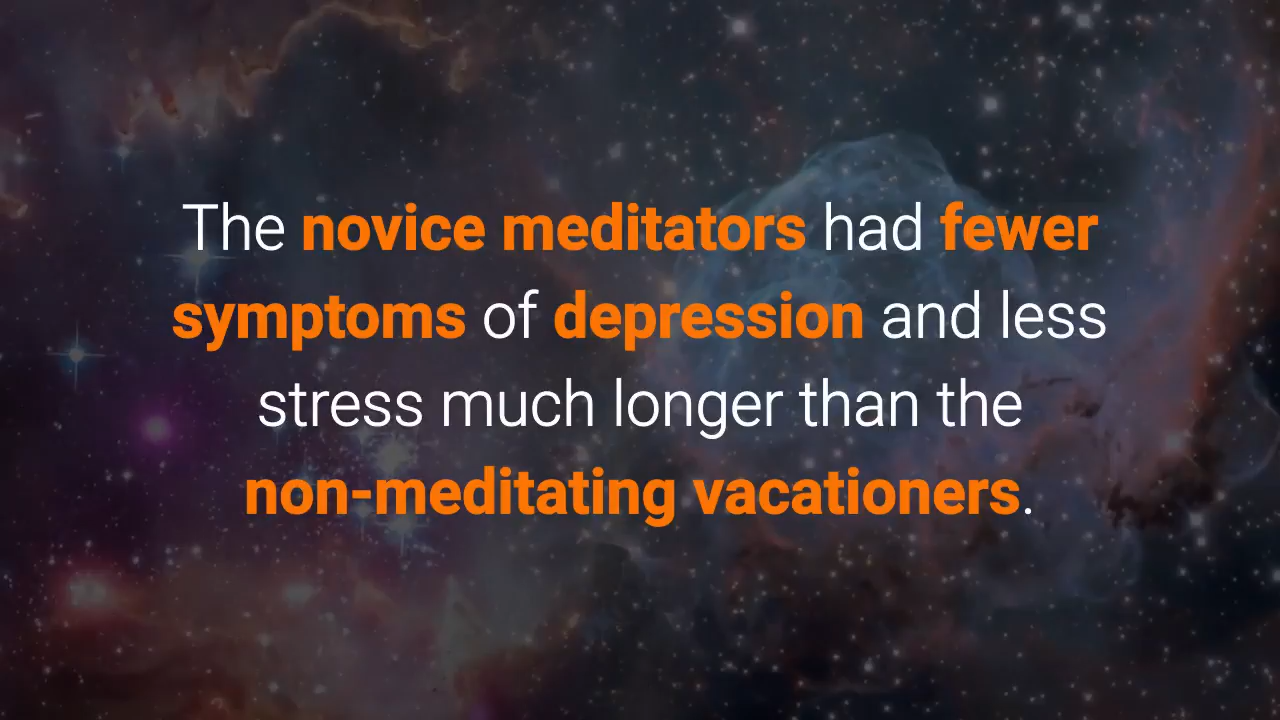 The novice meditators had fewer
symptoms of depression and less
stress much longer than the
non-meditating vacationers.